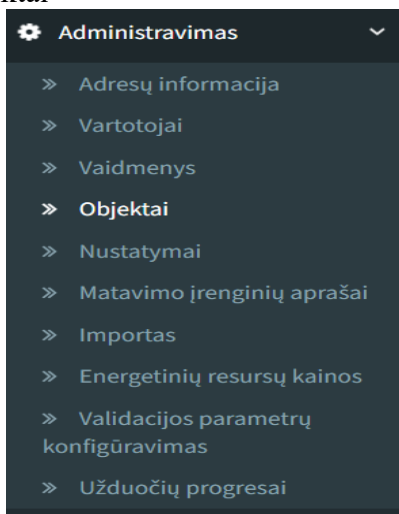 Administravimas
» Adresų informacija
» Vartotojai
» Vaidmenys
» Objektai
» Nustatymai
» Matavimo įrenginių aprašai
» Importas
» Energetinių resursų kainos
» Validacijos parametrų
konfigūravimas
» Užduočių progresai